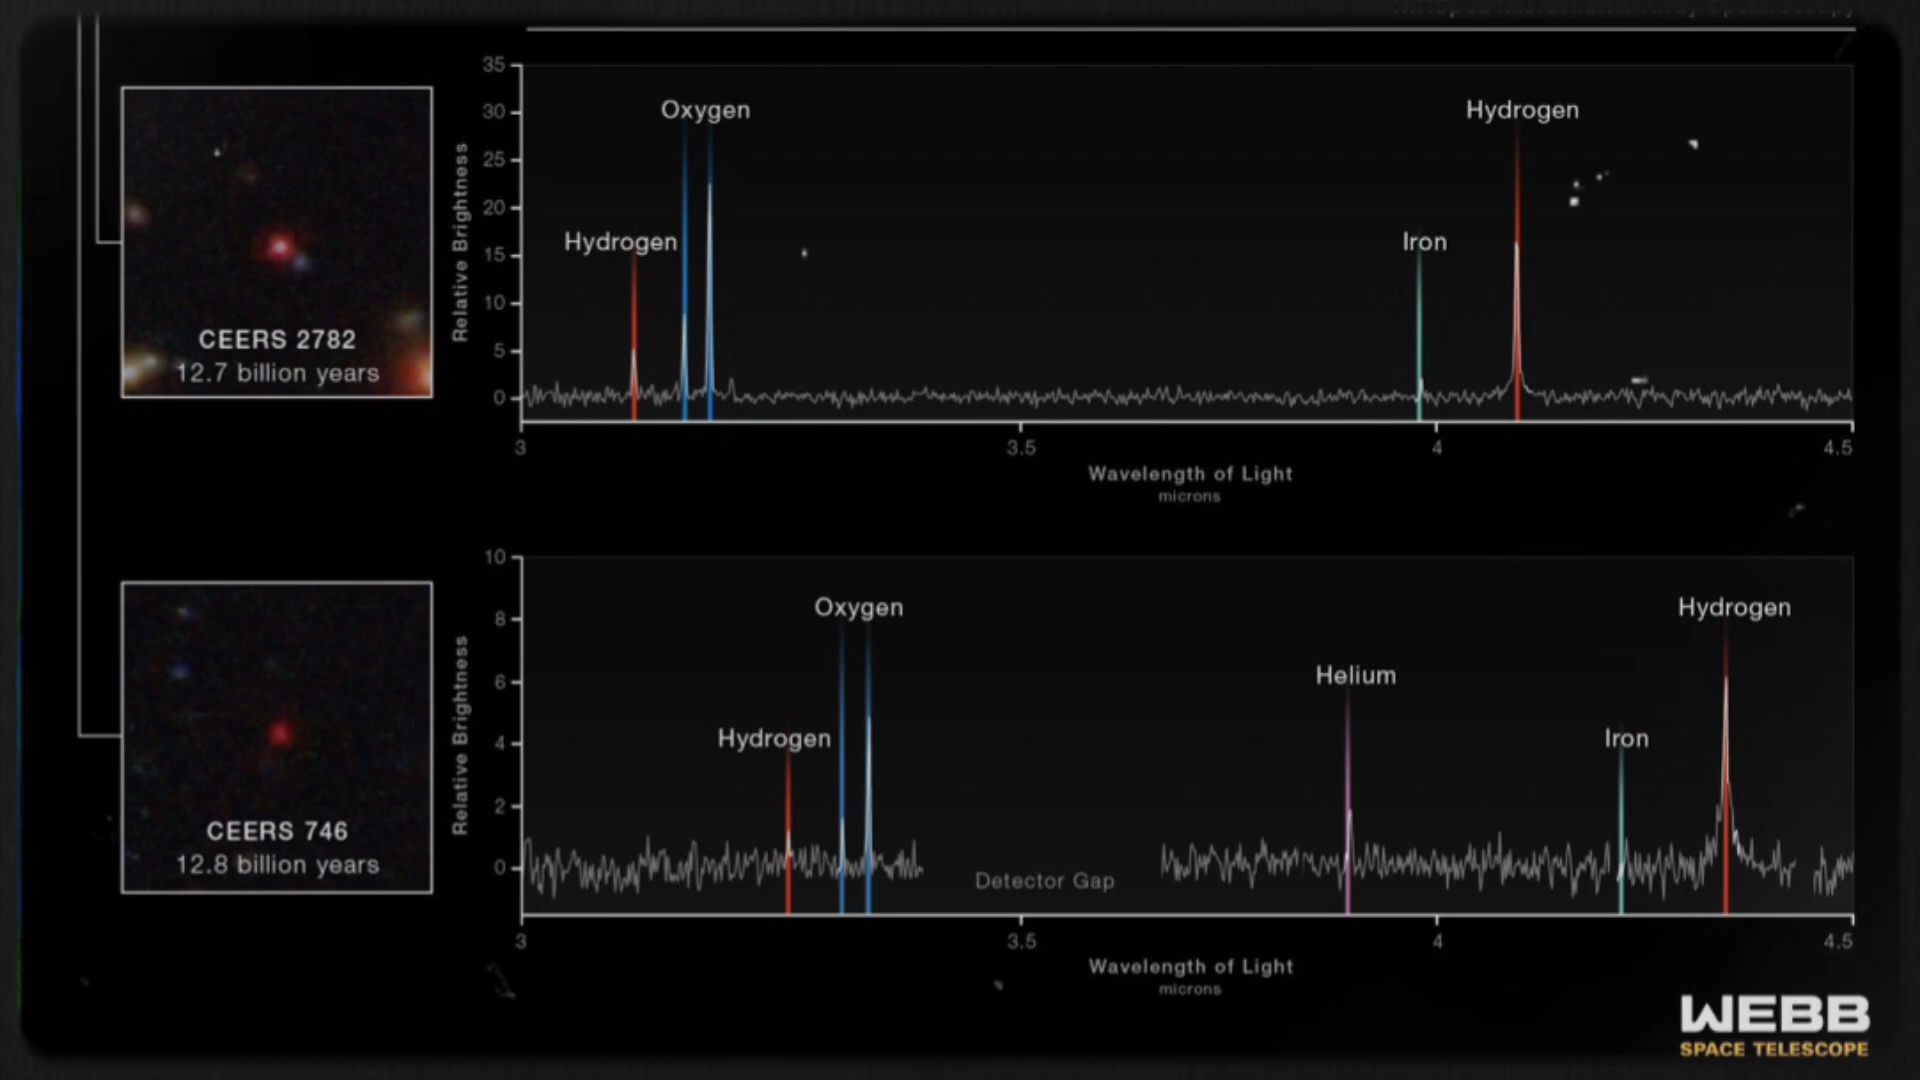 35
30
25
20
15
10
5
0
Relative Brightness
Oxygen
Hydrogen
Hydrogen
Iron
CEERS 2782
12.7 billion years
3
3.5
4
4.5
Wavelength of Light
microns
10
8
6
4
2
0
Relative Brightness
Oxygen
Hydrogen
Helium
Hydrogen
Iron
CEERS 746
12.8 billion years
Detector Gap
3
3.5
4
4.5
Wavelength of Light
microns
WEBB
SPACE TELESCOPE